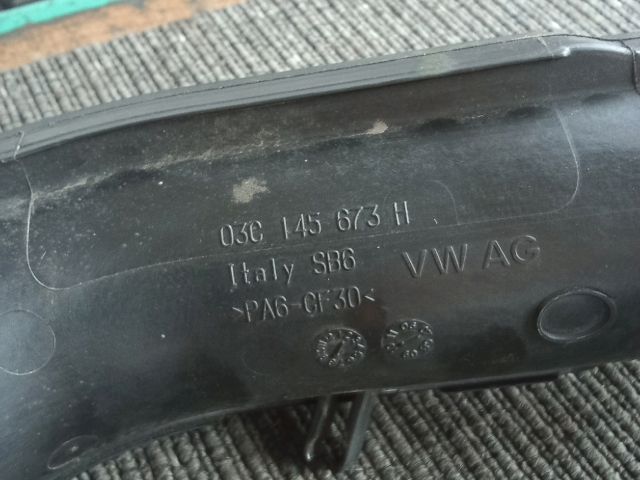 03C 145 673 H
Italy SB6 VW AG
>PA6-GF30<